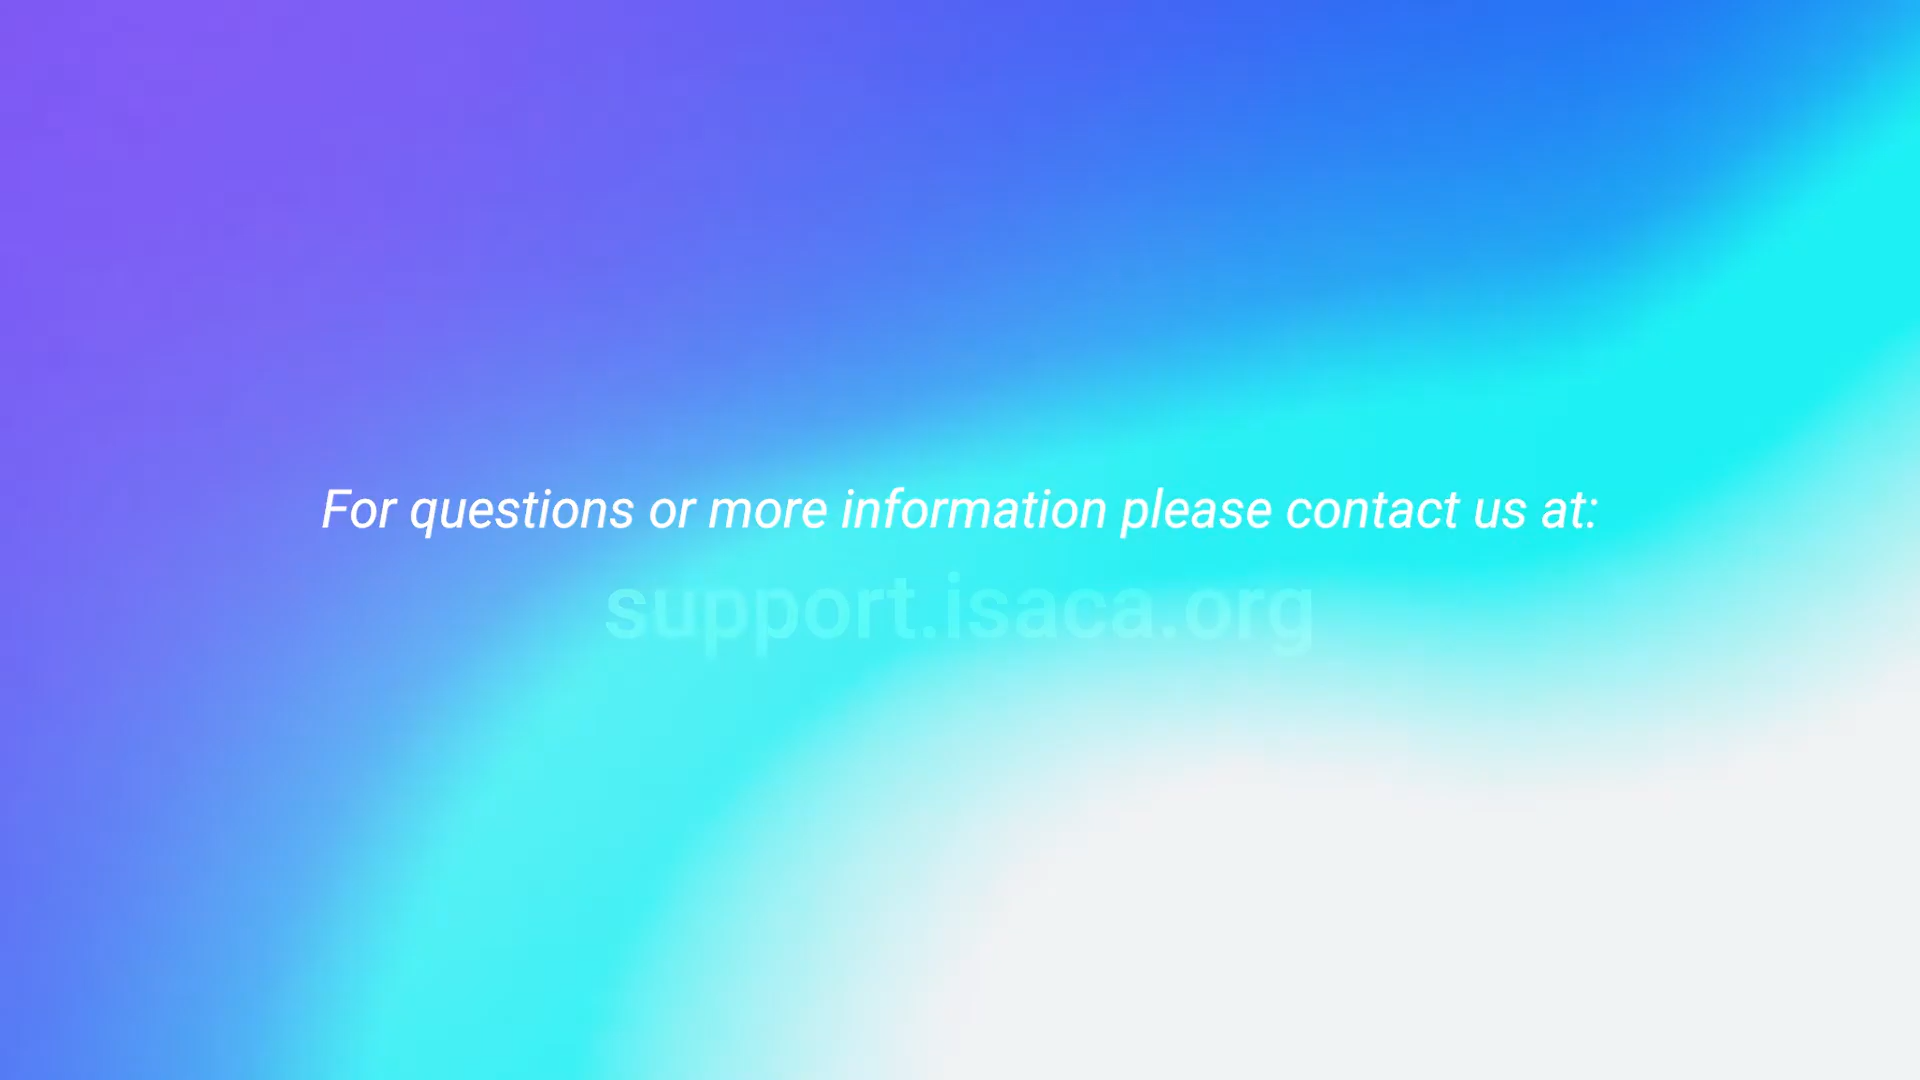 For questions or more information please contact us at:
support.isaca.org